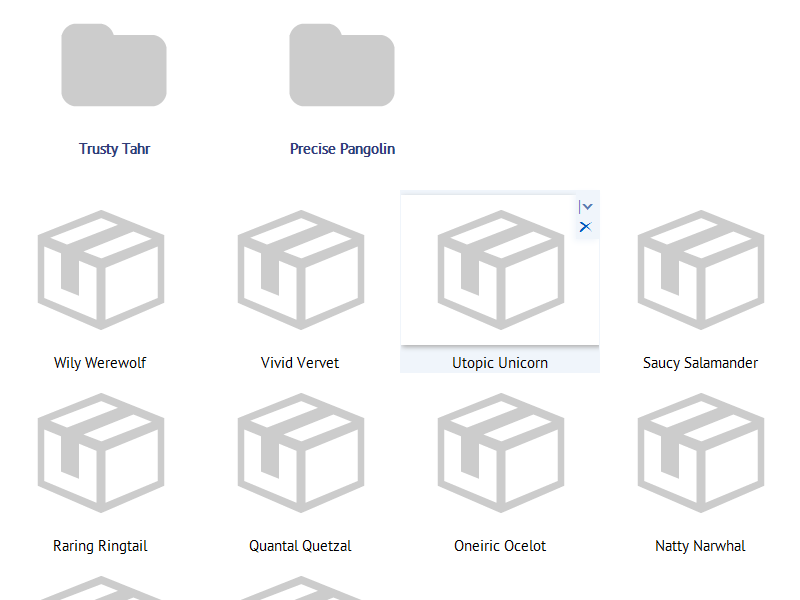 Trusty Tahr
Precise Pangolin
Wily Werewolf
Vivid Vervet
Utopic Unicorn
Saucy Salamander
Raring Ringtail
Quantal Quetzal
Oneiric Ocelot
Natty Narwhal